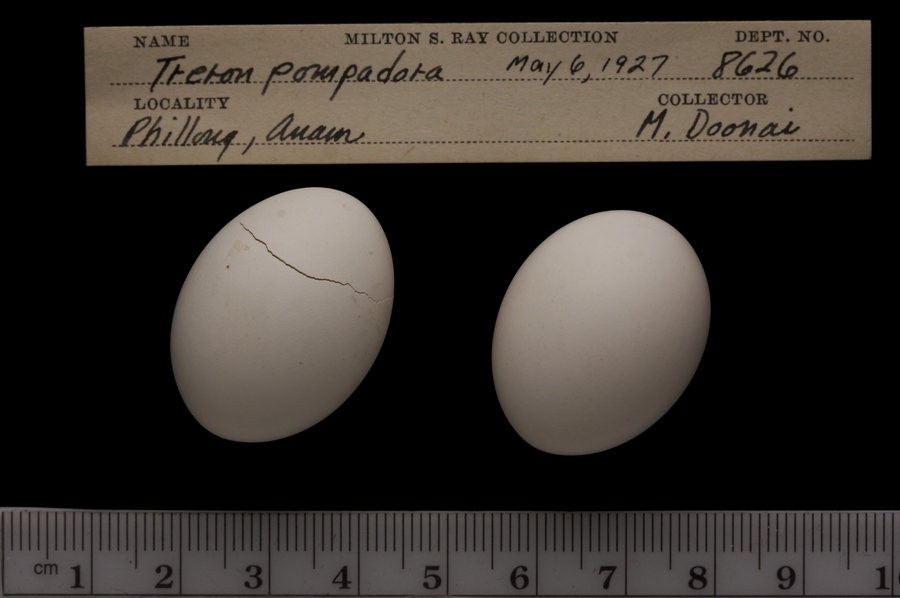 NAME MILTON S. RAY COLLECTION DEPT. NO.
Treron pompadora May 6, 1927 8626
LOCALITY COLLECTOR
Phillong, Anam M. Doonai
cm 1 2 3 4 5 6 7 8 9 1